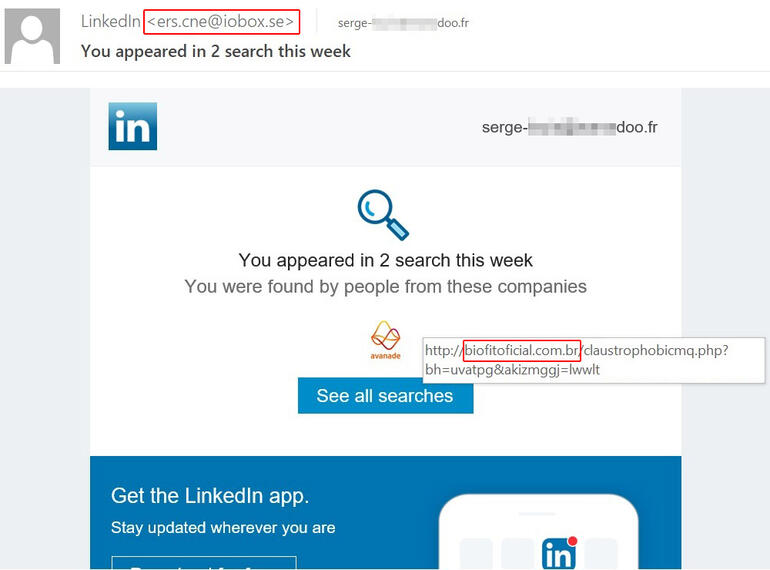 LinkedIn <ers.cne@iobox.se> serge- doo.fr
You appeared in 2 search this week
in serge- doo.fr
You appeared in 2 search this week
You were found by people from these companies
avanade
http://biofitoficial.com.br/claustrophobicmq.php?
bh=uvatpg&akizmggj=lwwlt
See all searches
Get the LinkedIn app.
Stay updated wherever you are
in